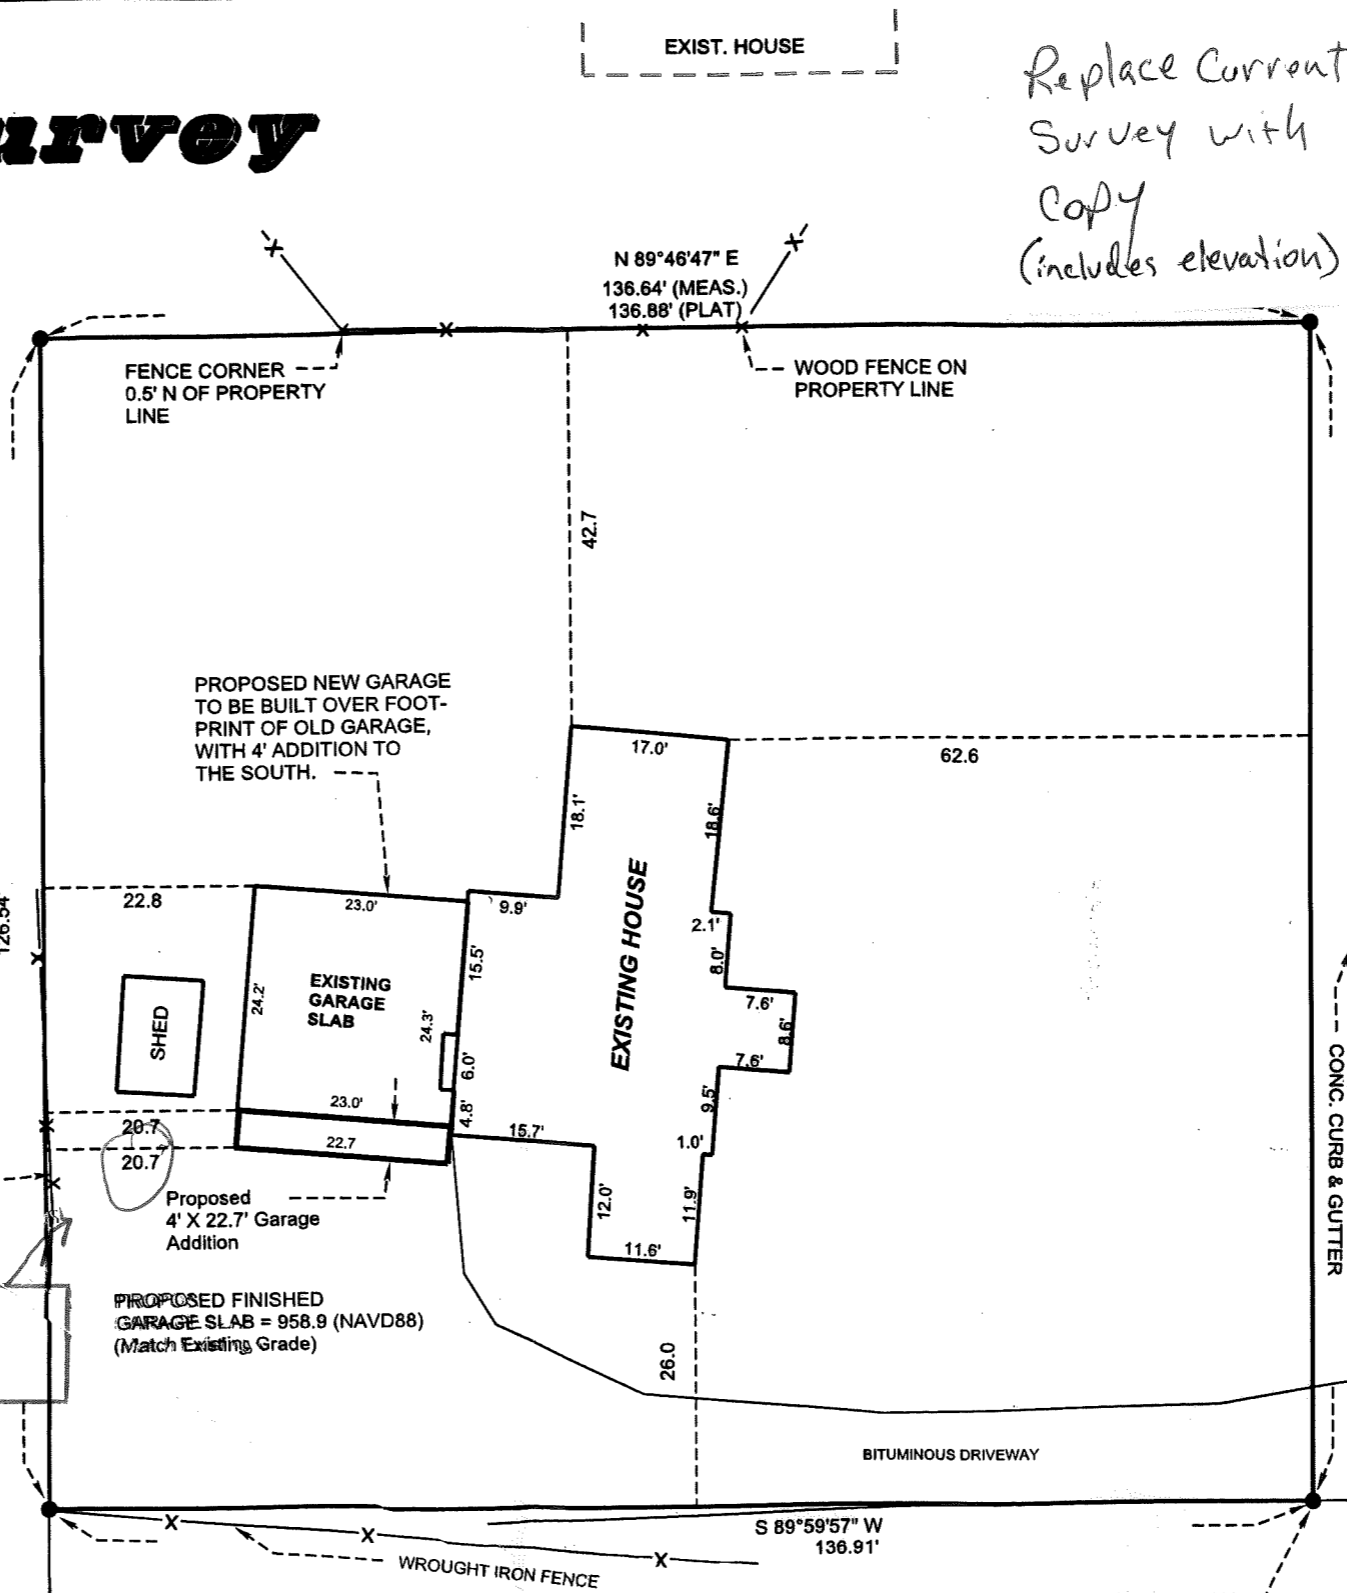 EXIST. HOUSE
Replace Current
Survey with
Copy
(includes elevation)
urvey
N 89°46'47" E
136.64' (MEAS.)
136.88' (PLAT)
FENCE CORNER
0.5' N OF PROPERTY
LINE
WOOD FENCE ON
PROPERTY LINE
42.7
PROPOSED NEW GARAGE
TO BE BUILT OVER FOOT-
PRINT OF OLD GARAGE,
WITH 4' ADDITION TO
THE SOUTH.
17.0'
62.6
18.1'
18.6'
22.8
23.0'
9.9'
2.1'
126.54'
15.5'
8.0'
EXISTING HOUSE
EXISTING
GARAGE
SLAB
24.2'
24.3'
7.6'
8.6'
SHED
6.0'
7.6'
9.5'
23.0'
4.8'
20.7
22.7
15.7'
1.0'
20.7
Proposed
4' X 22.7' Garage
Addition
12.0'
11.9'
11.6'
CONC. CURB & GUTTER
PROPOSED FINISHED
GARAGE SLAB = 958.9 (NAVD88)
(Match Existing Grade)
26.0
BITUMINOUS DRIVEWAY
S 89°59'57" W
136.91'
WROUGHT IRON FENCE